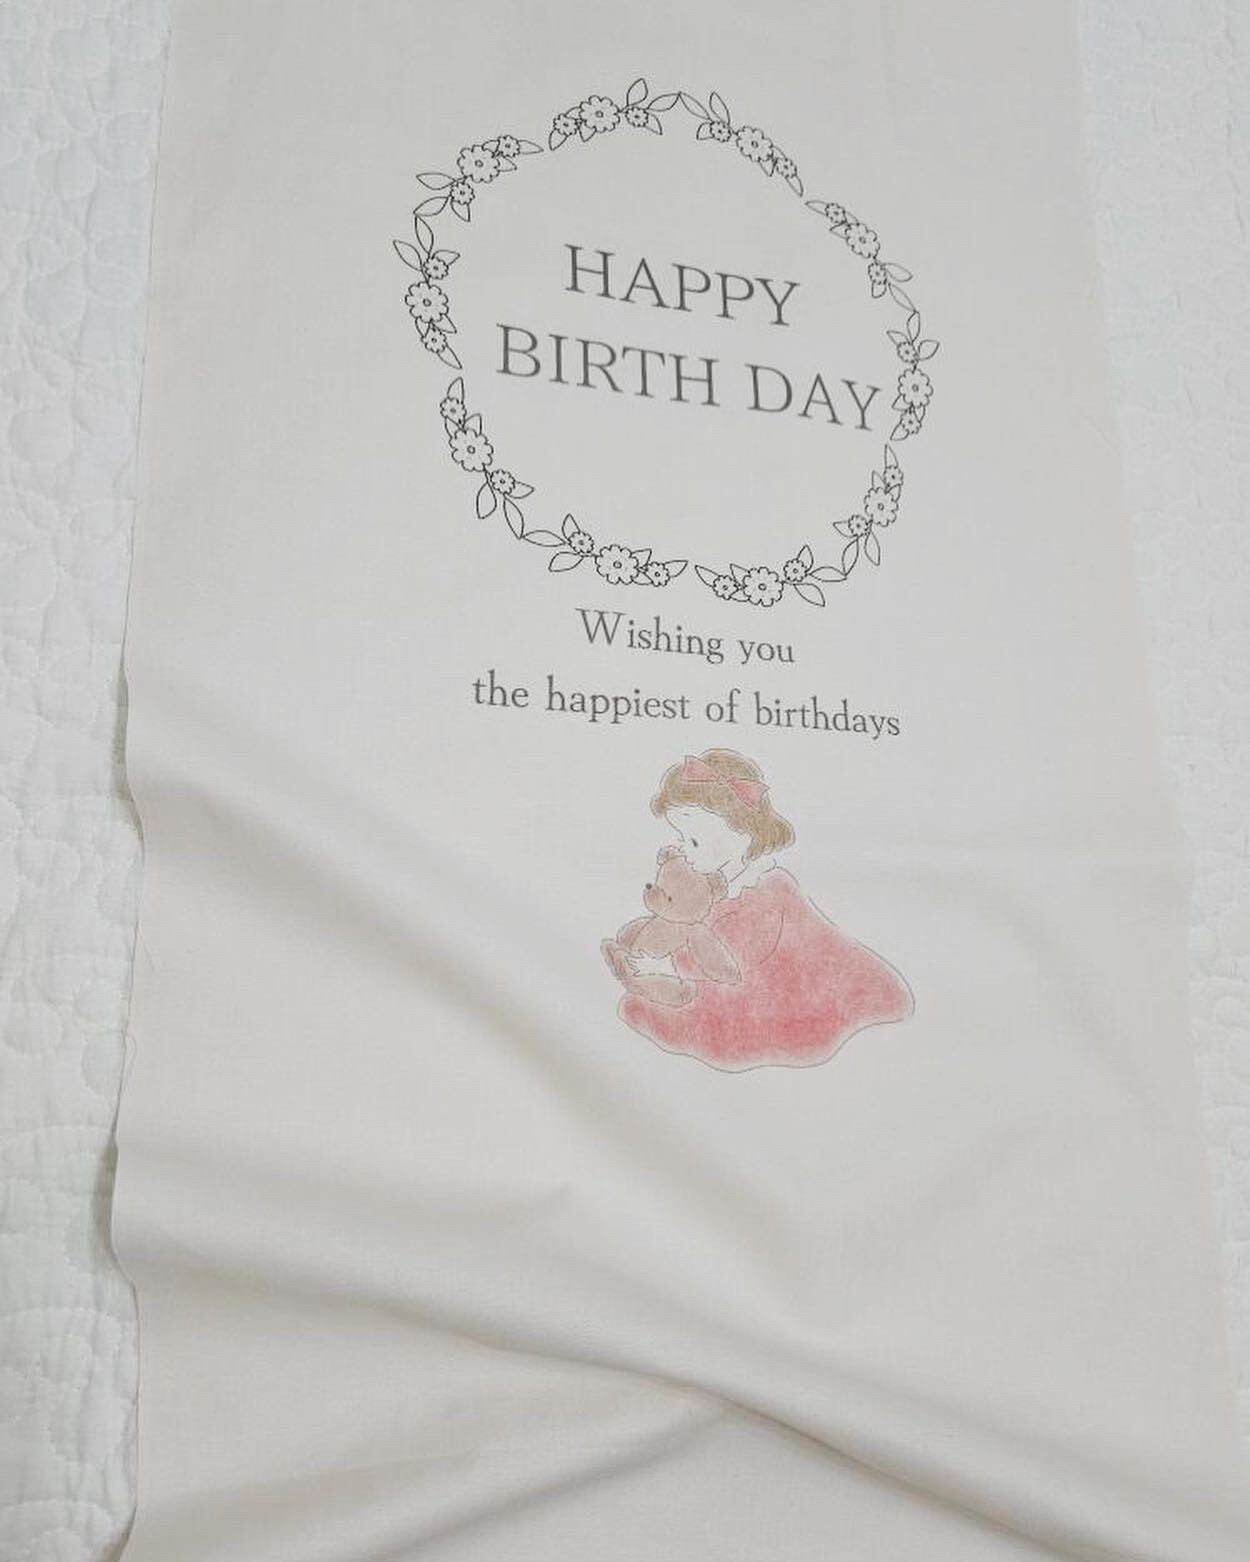 HAPPY
BIRTH DAY
Wishing you
the happiest of birthdays